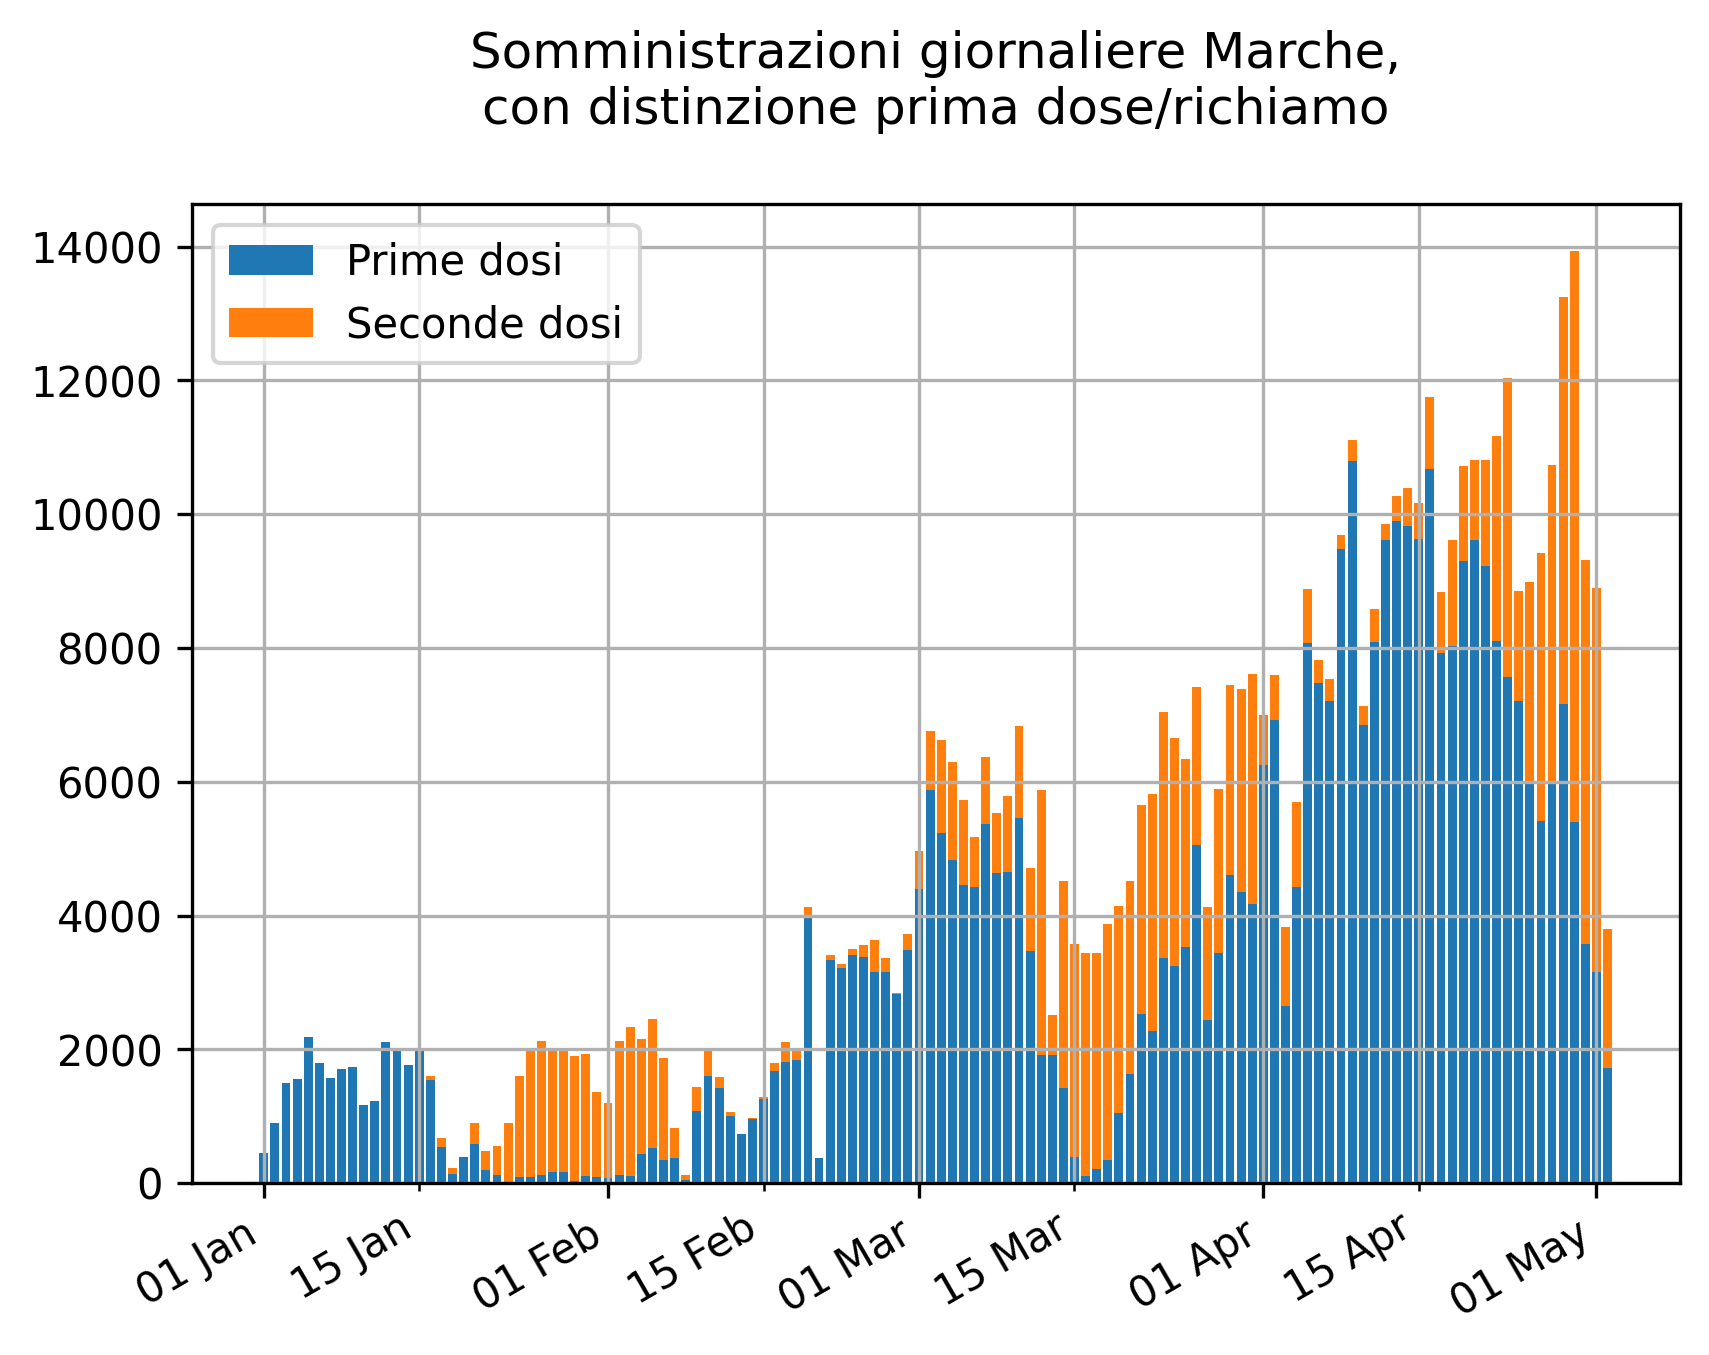 Somministrazioni giornaliere Marche,
con distinzione prima dose/richiamo
Prime dosi
Seconde dosi
14000
12000
10000
8000
6000
4000
2000
0
01 Jan
15 Jan
01 Feb
15 Feb
01 Mar
15 Mar
01 Apr
15 Apr
01 May